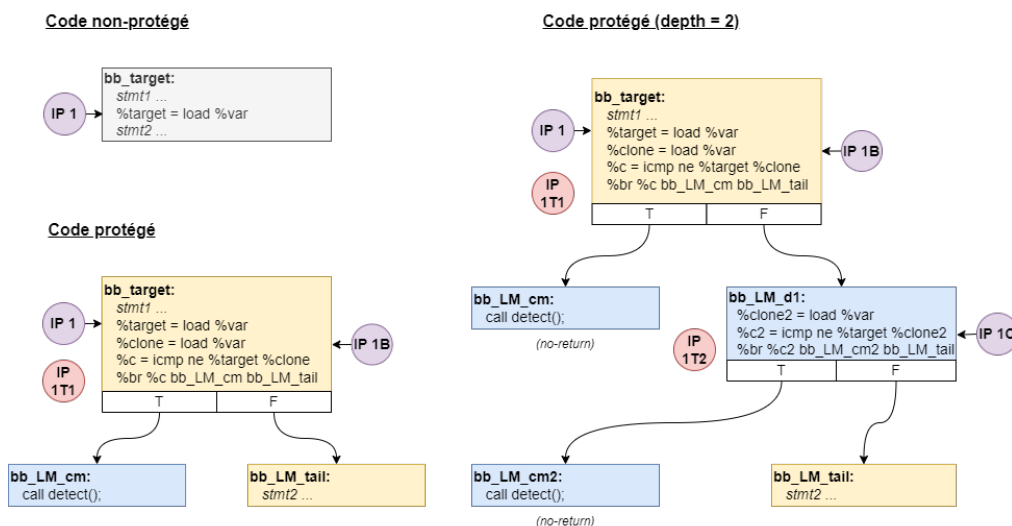 Code non-protégé
bb_target:
stmt1 ...
%target = load %var
stmt2 ...
IP 1
Code protégé
bb_target:
stmt1 ...
%target = load %var
%clone = load %var
%c = icmp ne %target %clone
%br %c bb_LM_cm bb_LM_tail
T
F
IP 1
IP
1T1
IP 1B
bb_LM_cm:
call detect();
bb_LM_tail:
stmt2 ...
Code protégé (depth = 2)
bb_target:
stmt1 ...
%target = load %var
%clone = load %var
%c = icmp ne %target %clone
%br %c bb_LM_cm bb_LM_tail
T
F
IP 1
IP
1T1
IP 1B
bb_LM_cm:
call detect();
(no-return)
bb_LM_d1:
%clone2 = load %var
%c2 = icmp ne %target %clone2
%br %c2 bb_LM_cm2 bb_LM_tail
T
F
IP
1T2
IP 1C
bb_LM_cm2:
call detect();
(no-return)
bb_LM_tail:
stmt2 ...